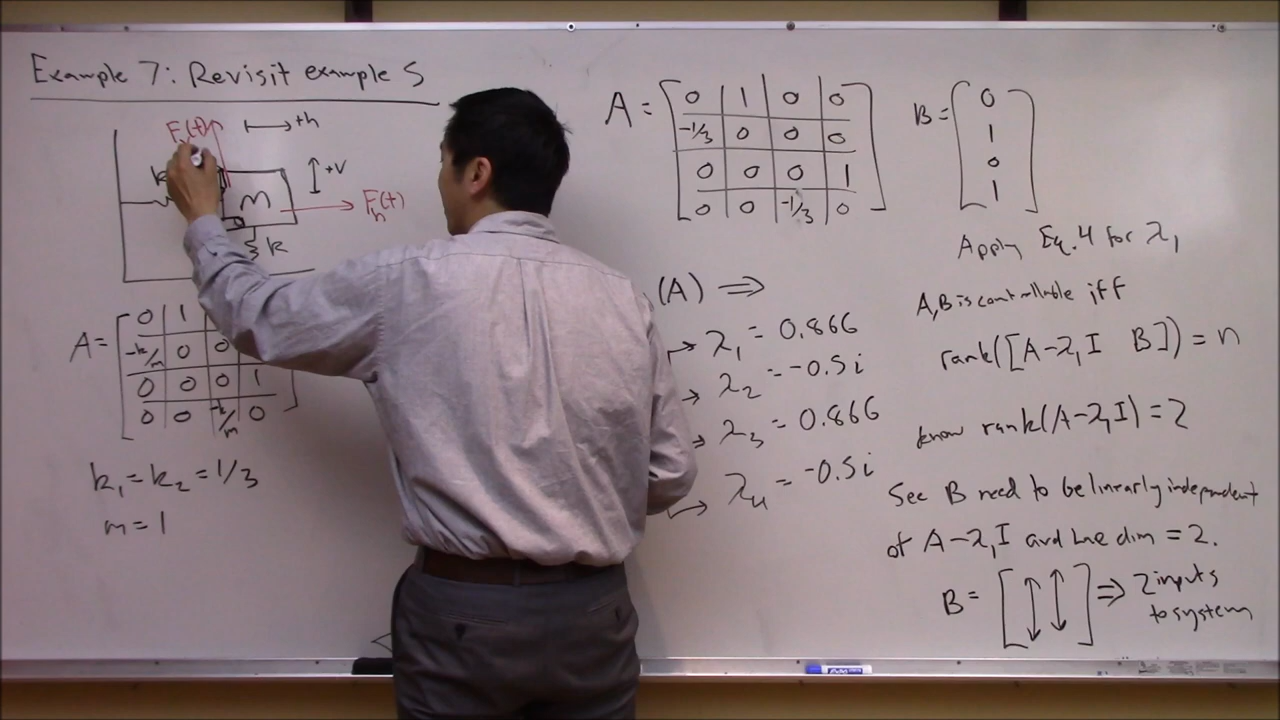 Example 7: Revisit example 5
F_v(t)
→ +h
+V
m
F_h(t)
k
k
A = [0 1
-k/m 0 0
0 0 0 1
0 0 -k/m 0]
k₁ = k₂ = 1/3
m = 1
A = [0 1 0 0
-1/3 0 0 0
0 0 0 1
0 0 -1/3 0]
(A) ⇒
→ λ₁ = 0.866
→ λ₂ = -0.5i
→ λ₃ = 0.866
→ λ₄ = -0.5i
B = [0
1
0
1]
Apply Eq. 4 for λ₁
A,B is controllable iff
rank([A-λ₁I B]) = n
know rank(A-λ₁I) = 2
See B need to be linearly independent
of A-λ₁I and have dim = 2.
B = [↕ ↕] ⇒ 2 inputs
to system